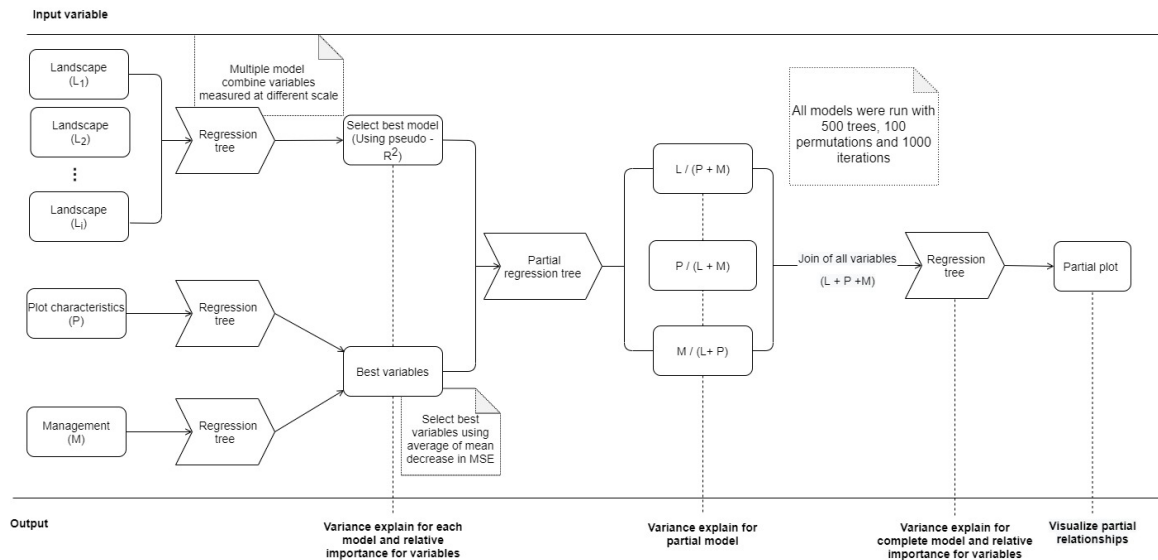 Input variable
Landscape
(L1)
Landscape
(L2)
⋮
Landscape
(Li)
Regression
tree
Multiple model
combine variables
measured at different scale
Select best model
(Using pseudo -
R2)
Plot characteristics
(P)
Regression
tree
Management
(M)
Regression
tree
Best variables
Select best
variables using
average of mean
decrease in MSE
Partial
regression tree
L / (P + M)
P / (L + M)
M / (L+ P)
All models were run with
500 trees, 100
permutations and 1000
iterations
Join of all variables
(L + P +M)
Regression
tree
Partial plot
Output
Variance explain for each
model and relative
importance for variables
Variance explain for
partial model
Variance explain for
complete model and relative
importance for variables
Visualize partial
relationships